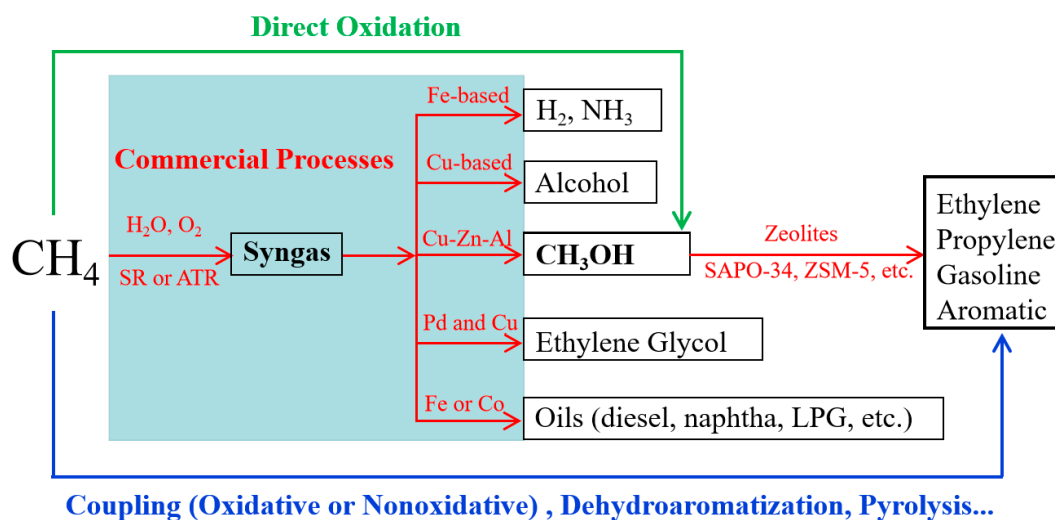 Direct Oxidation
Fe-based
H₂, NH₃
Commercial Processes
Cu-based
Alcohol
CH₄
H₂O, O₂
SR or ATR
Syngas
Cu-Zn-Al
CH₃OH
Zeolites
SAPO-34, ZSM-5, etc.
Ethylene
Propylene
Gasoline
Aromatic
Pd and Cu
Ethylene Glycol
Fe or Co
Oils (diesel, naphtha, LPG, etc.)
Coupling (Oxidative or Nonoxidative) , Dehydroaromatization, Pyrolysis...